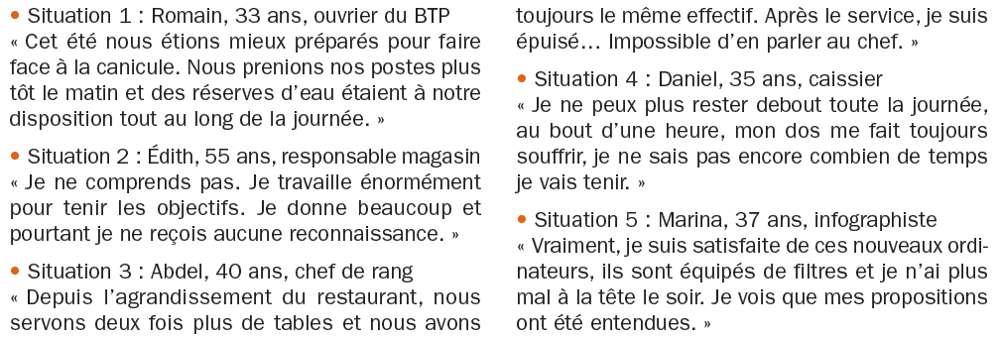 • Situation 1 : Romain, 33 ans, ouvrier du BTP
« Cet été nous étions mieux préparés pour faire
face à la canicule. Nous prenions nos postes plus
tôt le matin et des réserves d’eau étaient à notre
disposition tout au long de la journée. »
• Situation 2 : Édith, 55 ans, responsable magasin
« Je ne comprends pas. Je travaille énormément
pour tenir les objectifs. Je donne beaucoup et
pourtant je ne reçois aucune reconnaissance. »
• Situation 3 : Abdel, 40 ans, chef de rang
« Depuis l’agrandissement du restaurant, nous
servons deux fois plus de tables et nous avons
toujours le même effectif. Après le service, je suis
épuisé… Impossible d’en parler au chef. »
• Situation 4 : Daniel, 35 ans, caissier
« Je ne peux plus rester debout toute la journée,
au bout d’une heure, mon dos me fait toujours
souffrir, je ne sais pas encore combien de temps
je vais tenir. »
• Situation 5 : Marina, 37 ans, infographiste
« Vraiment, je suis satisfaite de ces nouveaux ordi-
nateurs, ils sont équipés de filtres et je n’ai plus
mal à la tête le soir. Je vois que mes propositions
ont été entendues. »